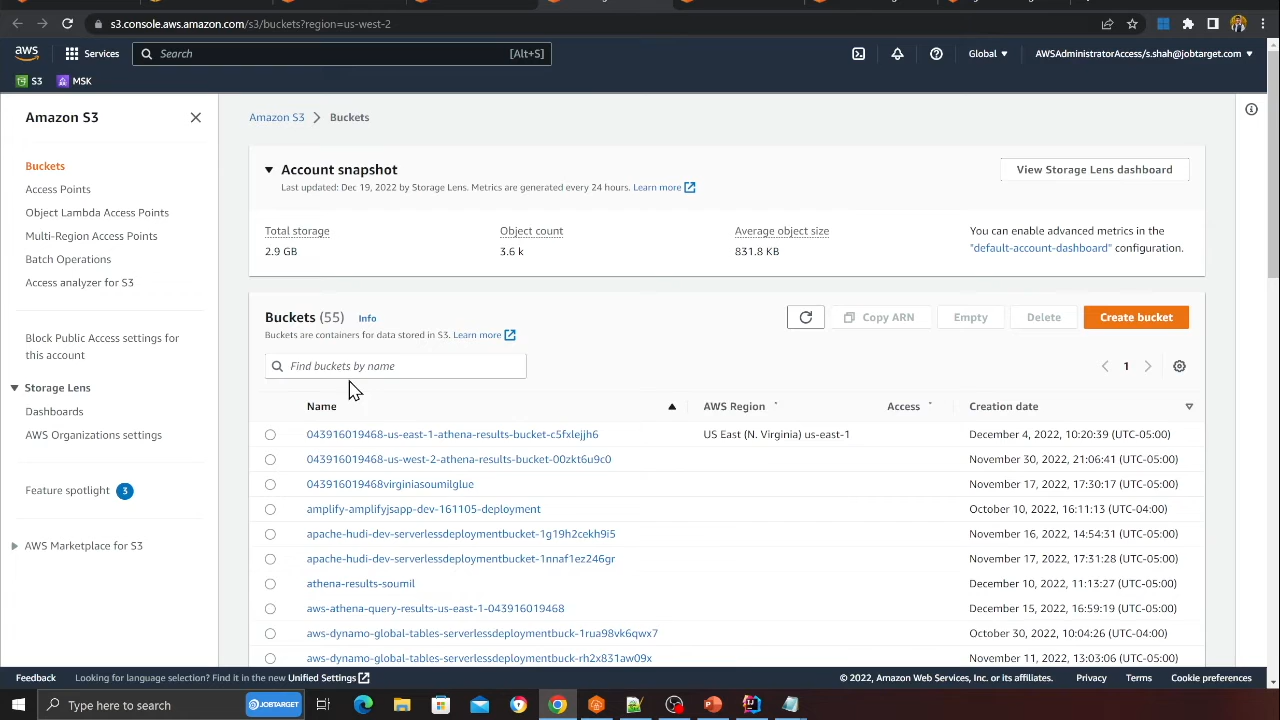 s3.console.aws.amazon.com/s3/buckets?region=us-west-2
aws
Services
Search
[Alt+S]
Global
AWSAdministratorAccess/s.shah@jobtarget.com
S3
MSK
Amazon S3
Buckets
Access Points
Object Lambda Access Points
Multi-Region Access Points
Batch Operations
Access analyzer for S3
Block Public Access settings for
this account
Storage Lens
Dashboards
AWS Organizations settings
Feature spotlight 3
AWS Marketplace for S3
Amazon S3 > Buckets
Account snapshot
Last updated: Dec 19, 2022 by Storage Lens. Metrics are generated every 24 hours. Learn more
View Storage Lens dashboard
Total storage
2.9 GB
Object count
3.6 k
Average object size
831.8 KB
You can enable advanced metrics in the
"default-account-dashboard" configuration.
Buckets (55) Info
Buckets are containers for data stored in S3. Learn more
Copy ARN
Empty
Delete
Create bucket
Find buckets by name
1
Name AWS Region Access Creation date
043916019468-us-east-1-athena-results-bucket-c5fxlejjh6 US East (N. Virginia) us-east-1 December 4, 2022, 10:20:39 (UTC-05:00)
043916019468-us-west-2-athena-results-bucket-00zkt6u9c0 November 30, 2022, 21:06:41 (UTC-05:00)
043916019468virginiasoumilglue November 17, 2022, 17:30:17 (UTC-05:00)
amplify-amplifyjsapp-dev-161105-deployment October 10, 2022, 16:11:13 (UTC-04:00)
apache-hudi-dev-serverlessdeploymentbucket-1g19h2cekh9i5 November 16, 2022, 14:54:31 (UTC-05:00)
apache-hudi-dev-serverlessdeploymentbucket-1nnaf1ez246gr November 17, 2022, 17:31:28 (UTC-05:00)
athena-results-soumil December 10, 2022, 11:13:27 (UTC-05:00)
aws-athena-query-results-us-east-1-043916019468 December 15, 2022, 16:59:19 (UTC-05:00)
aws-dynamo-global-tables-serverlessdeploymentbuck-1rua98vk6qwx7 October 30, 2022, 10:04:26 (UTC-04:00)
aws-dynamo-global-tables-serverlessdeploymentbuck-rh2x831aw09x November 11, 2022, 13:03:06 (UTC-05:00)
Feedback
Looking for language selection? Find it in the new Unified Settings
© 2022, Amazon Web Services, Inc. or its affiliates.
Privacy
Terms
Cookie preferences
Type here to search
JOBTARGET